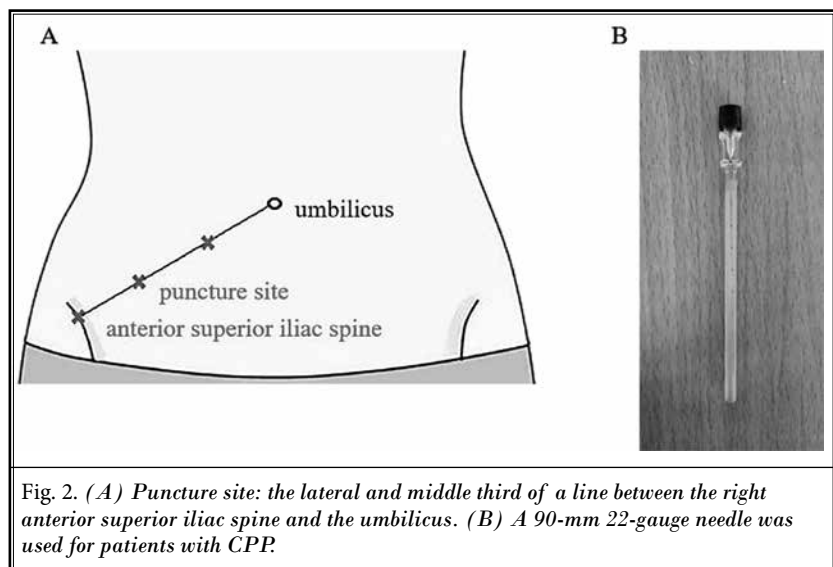 A
B
umbilicus
puncture site
anterior superior iliac spine
Fig. 2. (A) Puncture site: the lateral and middle third of a line between the right
anterior superior iliac spine and the umbilicus. (B) A 90-mm 22-gauge needle was
used for patients with CPP.